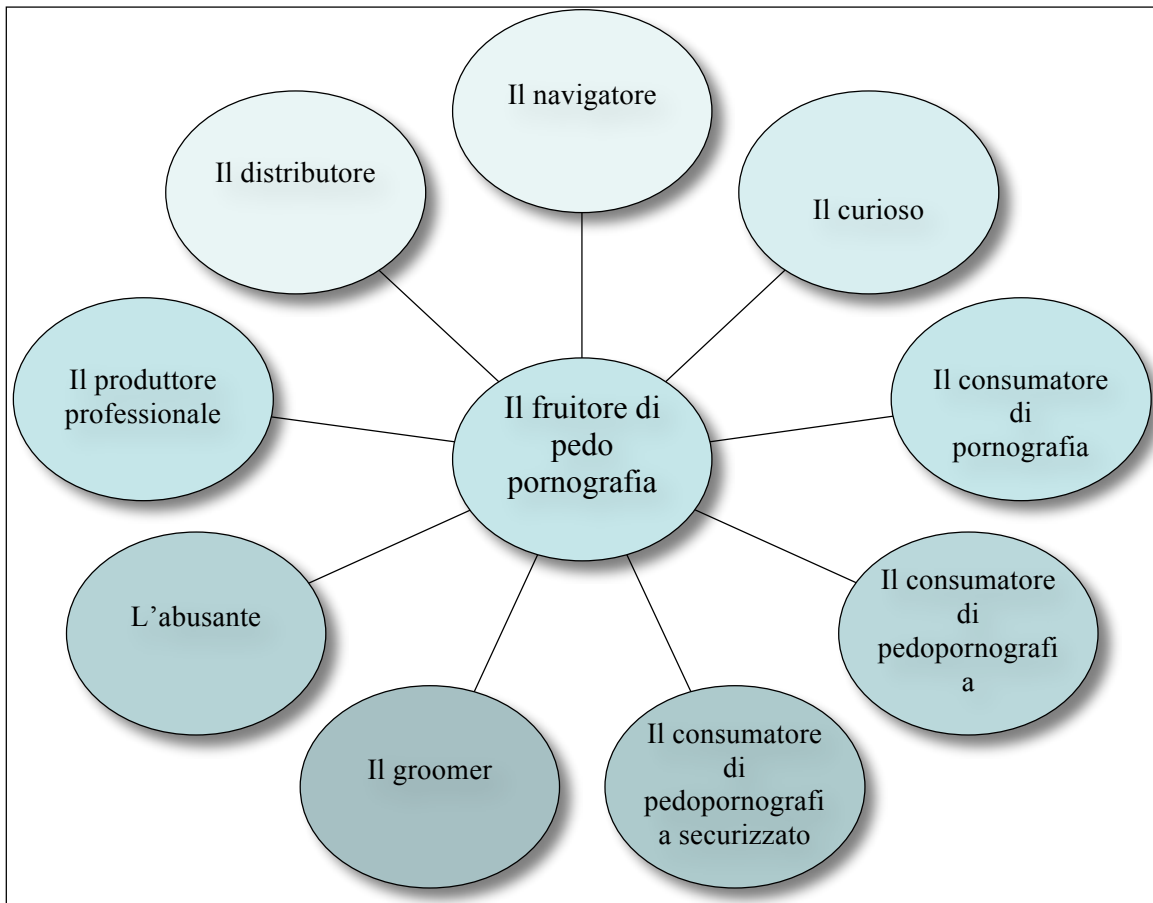 Il navigatore
Il distributore
Il curioso
Il produttore
professionale
Il consumatore
di
pornografia
Il fruitore di
pedo
pornografia
L’abusante
Il consumatore
di
pedopornografi
a
Il groomer
Il consumatore
di
pedopornografi
a securizzato